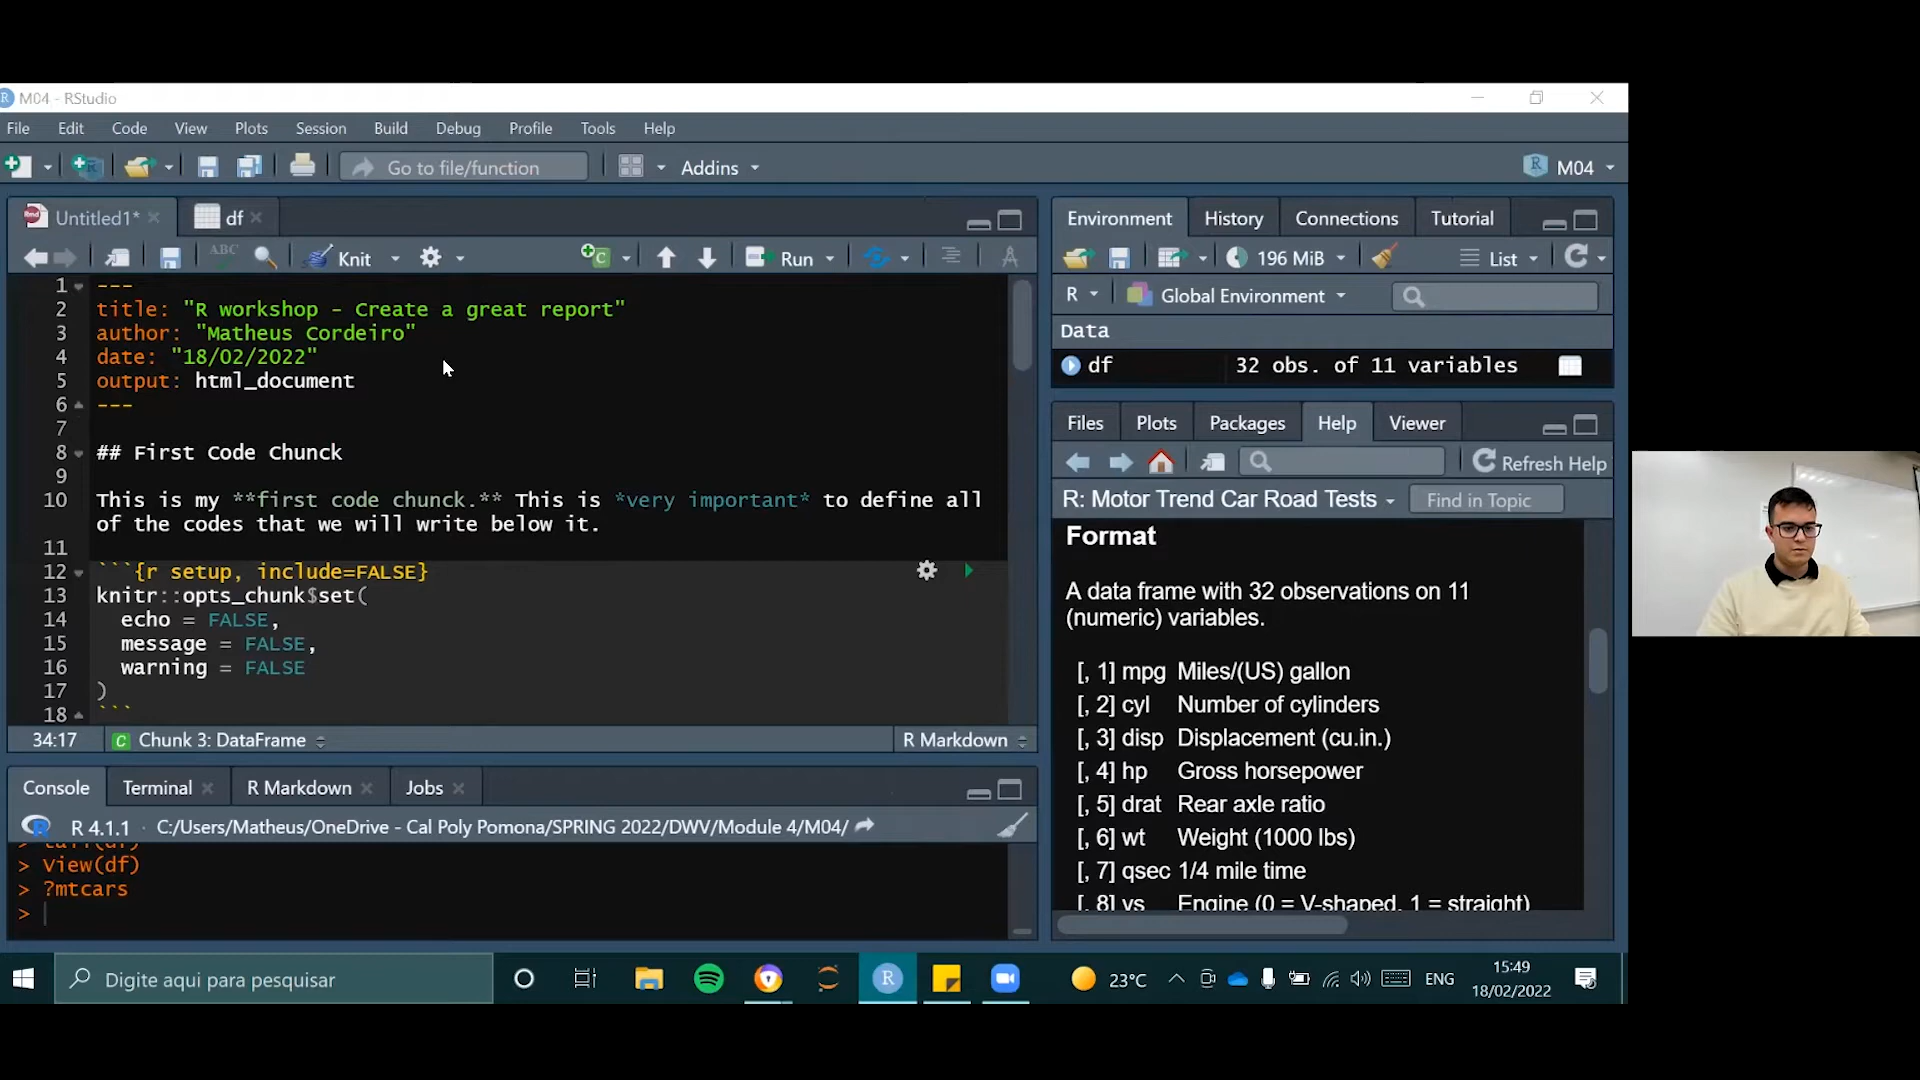 M04 - RStudio
File Edit Code View Plots Session Build Debug Profile Tools Help
Go to file/function Addins M04
Untitled1* df
ABC Knit Run
1 ---
2 title: "R workshop - Create a great report"
3 author: "Matheus Cordeiro"
4 date: "18/02/2022"
5 output: html_document
6 ---
7
8 ## First Code Chunck
9
10 This is my **first code chunck.** This is *very important* to define all
of the codes that we will write below it.
11
12 ```{r setup, include=FALSE}
13 knitr::opts_chunk$set(
14 echo = FALSE,
15 message = FALSE,
16 warning = FALSE
17 )
18 ```
34:17 Chunk 3: DataFrame R Markdown
Console Terminal R Markdown Jobs
R 4.1.1 · C:/Users/Matheus/OneDrive - Cal Poly Pomona/SPRING 2022/DWV/Module 4/M04/
> View(df)
> ?mtcars
>
Environment History Connections Tutorial
196 MiB List
R Global Environment
Data
df 32 obs. of 11 variables
Files Plots Packages Help Viewer
Refresh Help
R: Motor Trend Car Road Tests Find in Topic
Format
A data frame with 32 observations on 11
(numeric) variables.
[, 1] mpg Miles/(US) gallon
[, 2] cyl Number of cylinders
[, 3] disp Displacement (cu.in.)
[, 4] hp Gross horsepower
[, 5] drat Rear axle ratio
[, 6] wt Weight (1000 lbs)
[, 7] qsec 1/4 mile time
[, 8] vs Engine (0 = V-shaped, 1 = straight)
Digite aqui para pesquisar
23°C ENG 15:49
18/02/2022